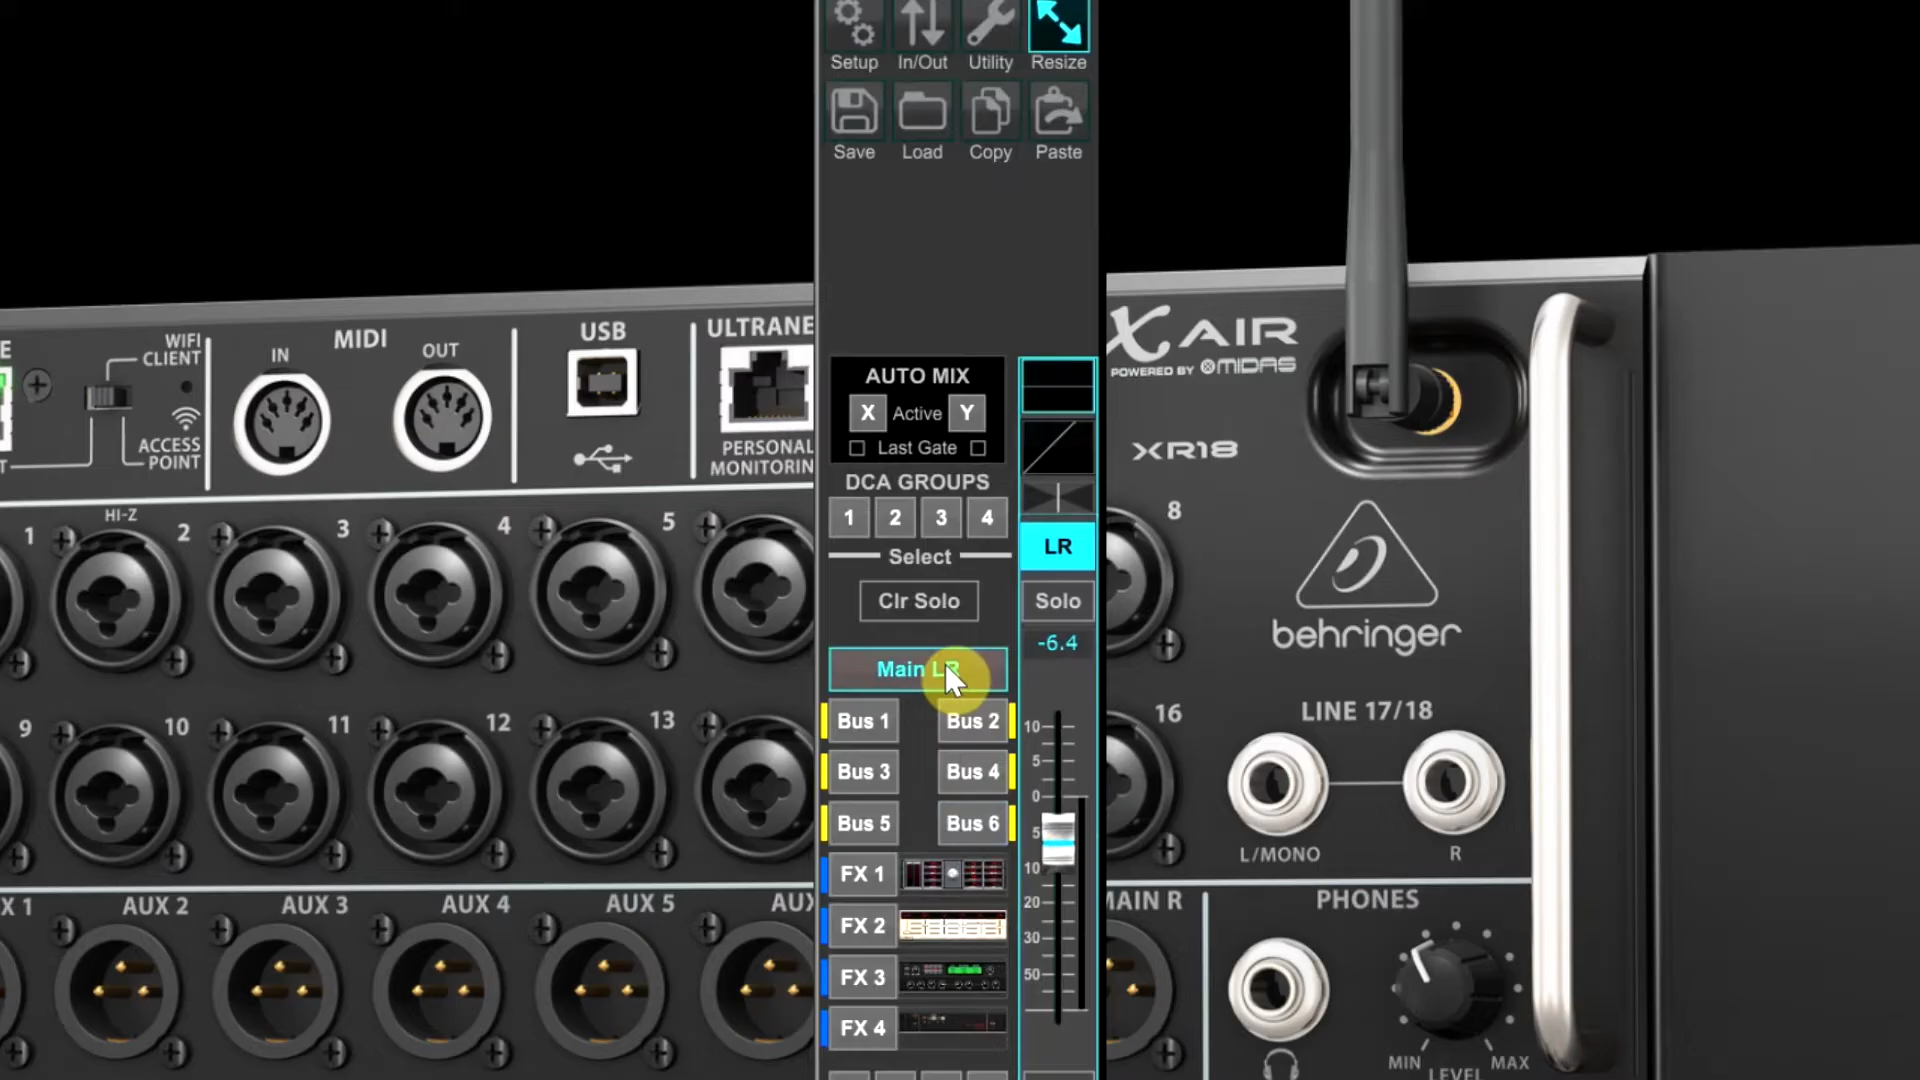 Setup In/Out Utility Resize
Save Load Copy Paste
AUTO MIX
X Active Y
Last Gate
DCA GROUPS
1 2 3 4
Select
Clr Solo
Main LR
Bus 1 Bus 2
Bus 3 Bus 4
Bus 5 Bus 6
FX 1
FX 2
FX 3
FX 4
LR
Solo
-6.4
10
5
0
5
10
20
30
50
WIFI
CLIENT
ACCESS
POINT
MIDI
IN
OUT
USB
ULTRANE
PERSONAL
MONITORIN
HI-Z
1 2 3 4 5
9 10 11 12 13
X 1 AUX 2 AUX 3 AUX 4 AUX 5 AUX
X AIR
POWERED BY MIDAS
XR18
8
behringer
16
LINE 17/18
L/MONO R
MAIN R
PHONES
MIN MAX
LEVEL